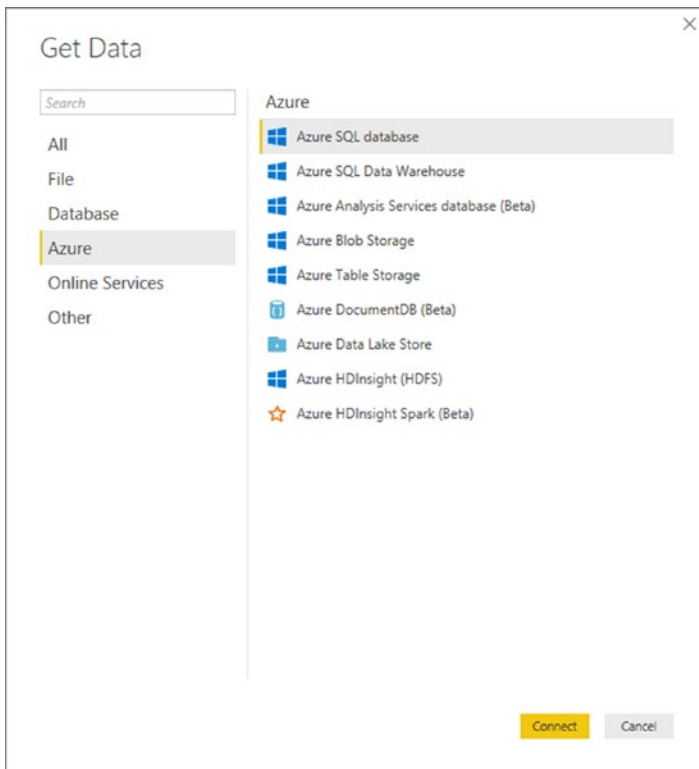 Get Data
Search
All
File
Database
Azure
Online Services
Other
Azure
Azure SQL database
Azure SQL Data Warehouse
Azure Analysis Services database (Beta)
Azure Blob Storage
Azure Table Storage
Azure DocumentDB (Beta)
Azure Data Lake Store
Azure HDInsight (HDFS)
Azure HDInsight Spark (Beta)
Connect
Cancel